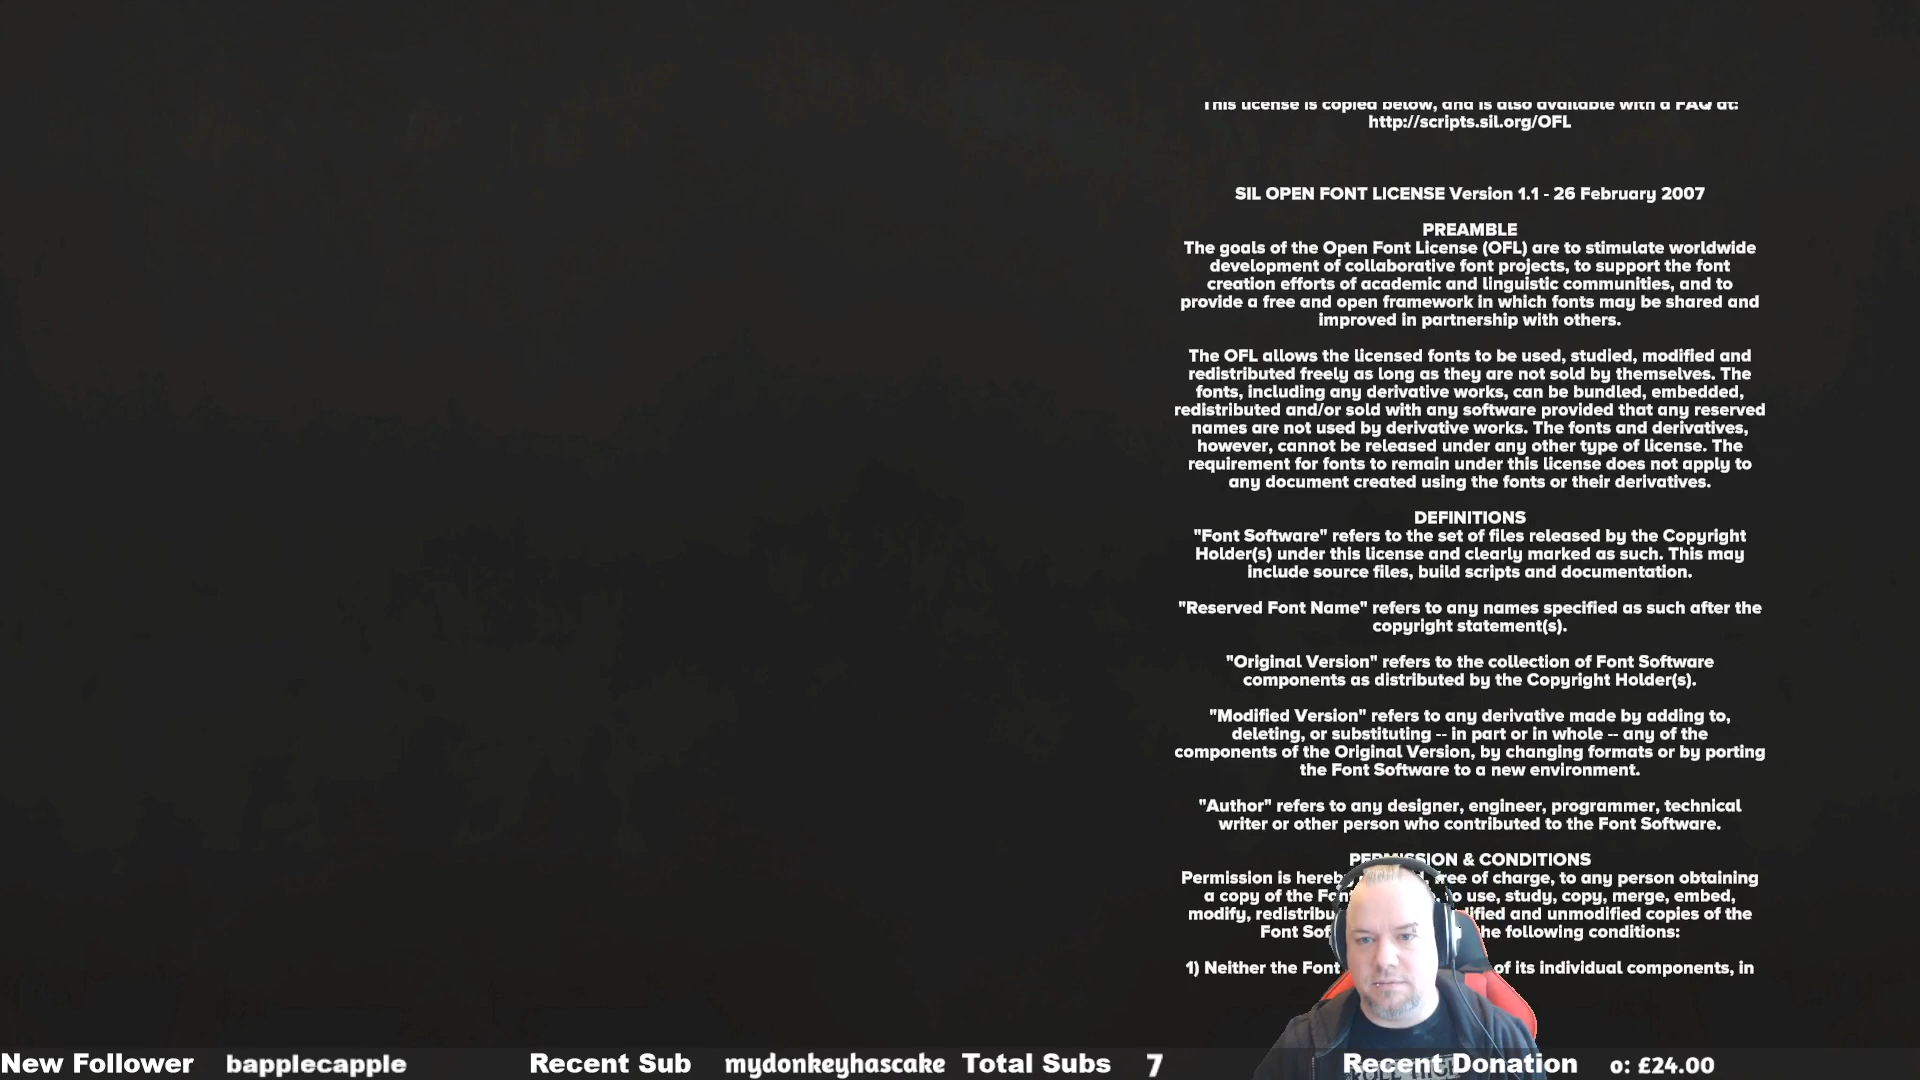 This license is copied below, and is also available with a FAQ at:
http://scripts.sil.org/OFL
SIL OPEN FONT LICENSE Version 1.1 - 26 February 2007
PREAMBLE
The goals of the Open Font License (OFL) are to stimulate worldwide
development of collaborative font projects, to support the font
creation efforts of academic and linguistic communities, and to
provide a free and open framework in which fonts may be shared and
improved in partnership with others.
The OFL allows the licensed fonts to be used, studied, modified and
redistributed freely as long as they are not sold by themselves. The
fonts, including any derivative works, can be bundled, embedded,
redistributed and/or sold with any software provided that any reserved
names are not used by derivative works. The fonts and derivatives,
however, cannot be released under any other type of license. The
requirement for fonts to remain under this license does not apply to
any document created using the fonts or their derivatives.
DEFINITIONS
"Font Software" refers to the set of files released by the Copyright
Holder(s) under this license and clearly marked as such. This may
include source files, build scripts and documentation.
"Reserved Font Name" refers to any names specified as such after the
copyright statement(s).
"Original Version" refers to the collection of Font Software
components as distributed by the Copyright Holder(s).
"Modified Version" refers to any derivative made by adding to,
deleting, or substituting -- in part or in whole -- any of the
components of the Original Version, by changing formats or by porting
the Font Software to a new environment.
"Author" refers to any designer, engineer, programmer, technical
writer or other person who contributed to the Font Software.
PERMISSION & CONDITIONS
Permission is hereby free of charge, to any person obtaining
a copy of the to use, study, copy, merge, embed,
modify, and unmodified copies of the
Font the following conditions:
1) Neither the Font of its individual components, in
New Follower bapplecapple Recent Sub mydonkeyhascake Total Subs 7 Recent Donation o: £24.00